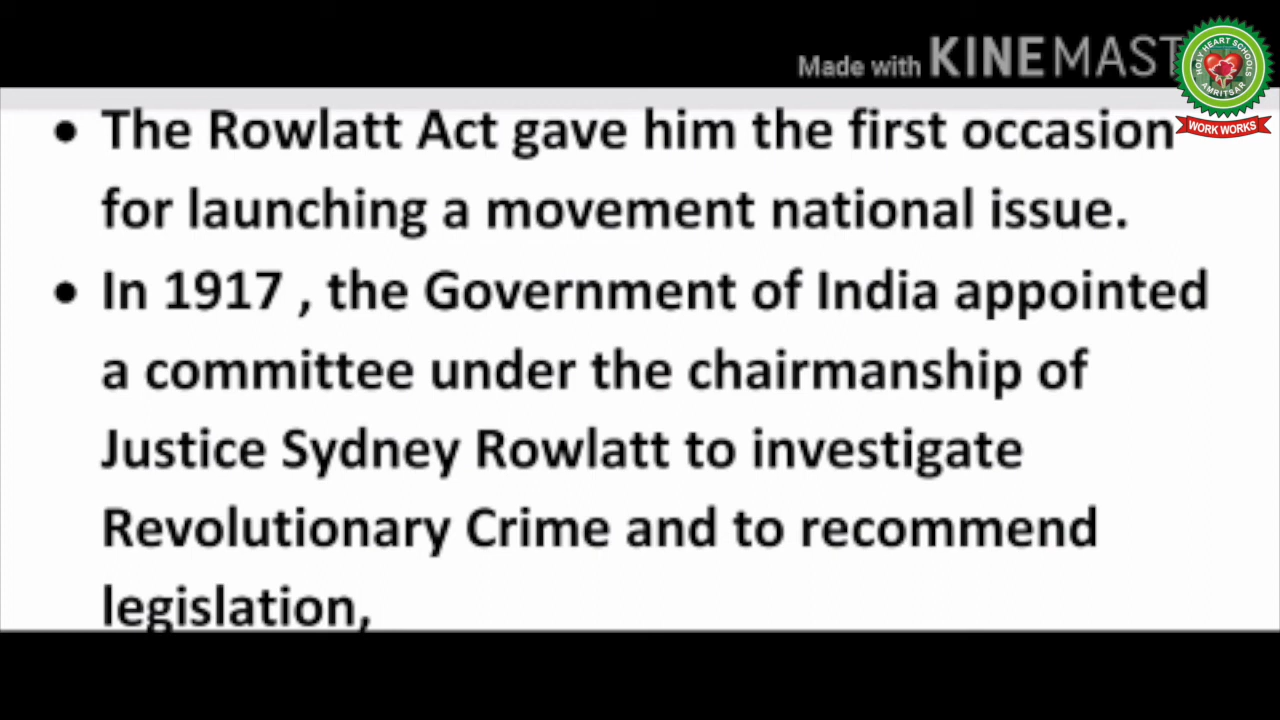 Made with KINEMAST
HOLY HEART SCHOOLS
AMRITSAR
WORK WORKS
• The Rowlatt Act gave him the first occasion
for launching a movement national issue.
• In 1917 , the Government of India appointed
a committee under the chairmanship of
Justice Sydney Rowlatt to investigate
Revolutionary Crime and to recommend
legislation,